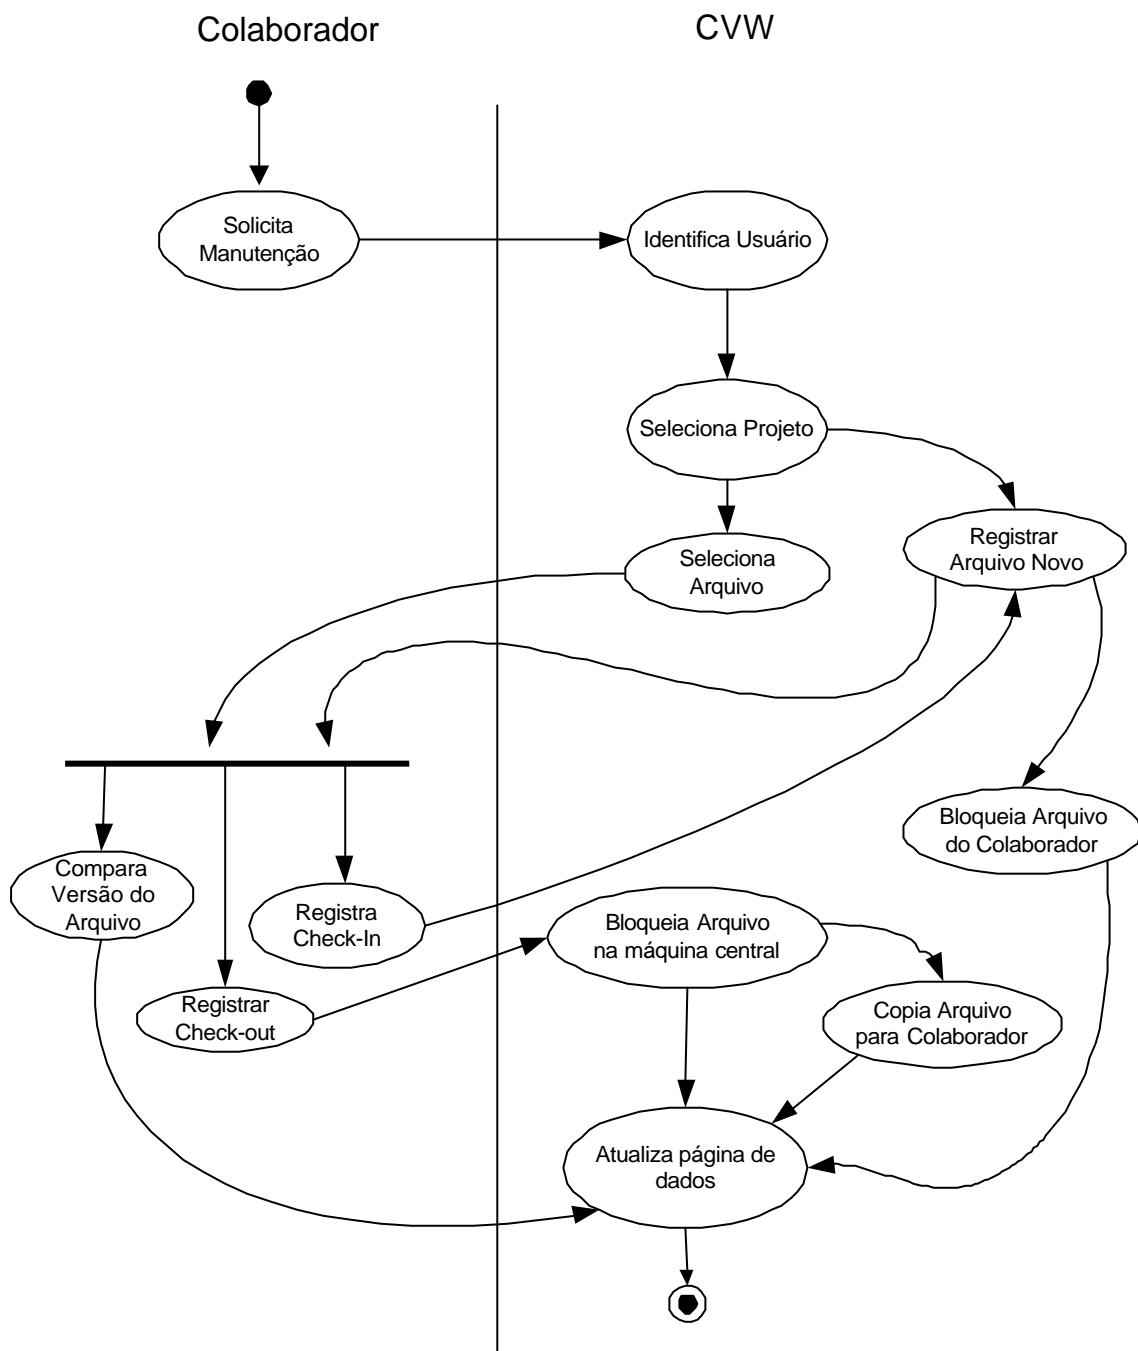 Colaborador
CVW
Solicita
Manutenção
Identifica Usuário
Seleciona Projeto
Seleciona
Arquivo
Registrar
Arquivo Novo
Bloqueia Arquivo
do Colaborador
Compara
Versão do
Arquivo
Registra
Check-In
Bloqueia Arquivo
na máquina central
Registrar
Check-out
Copia Arquivo
para Colaborador
Atualiza página de
dados